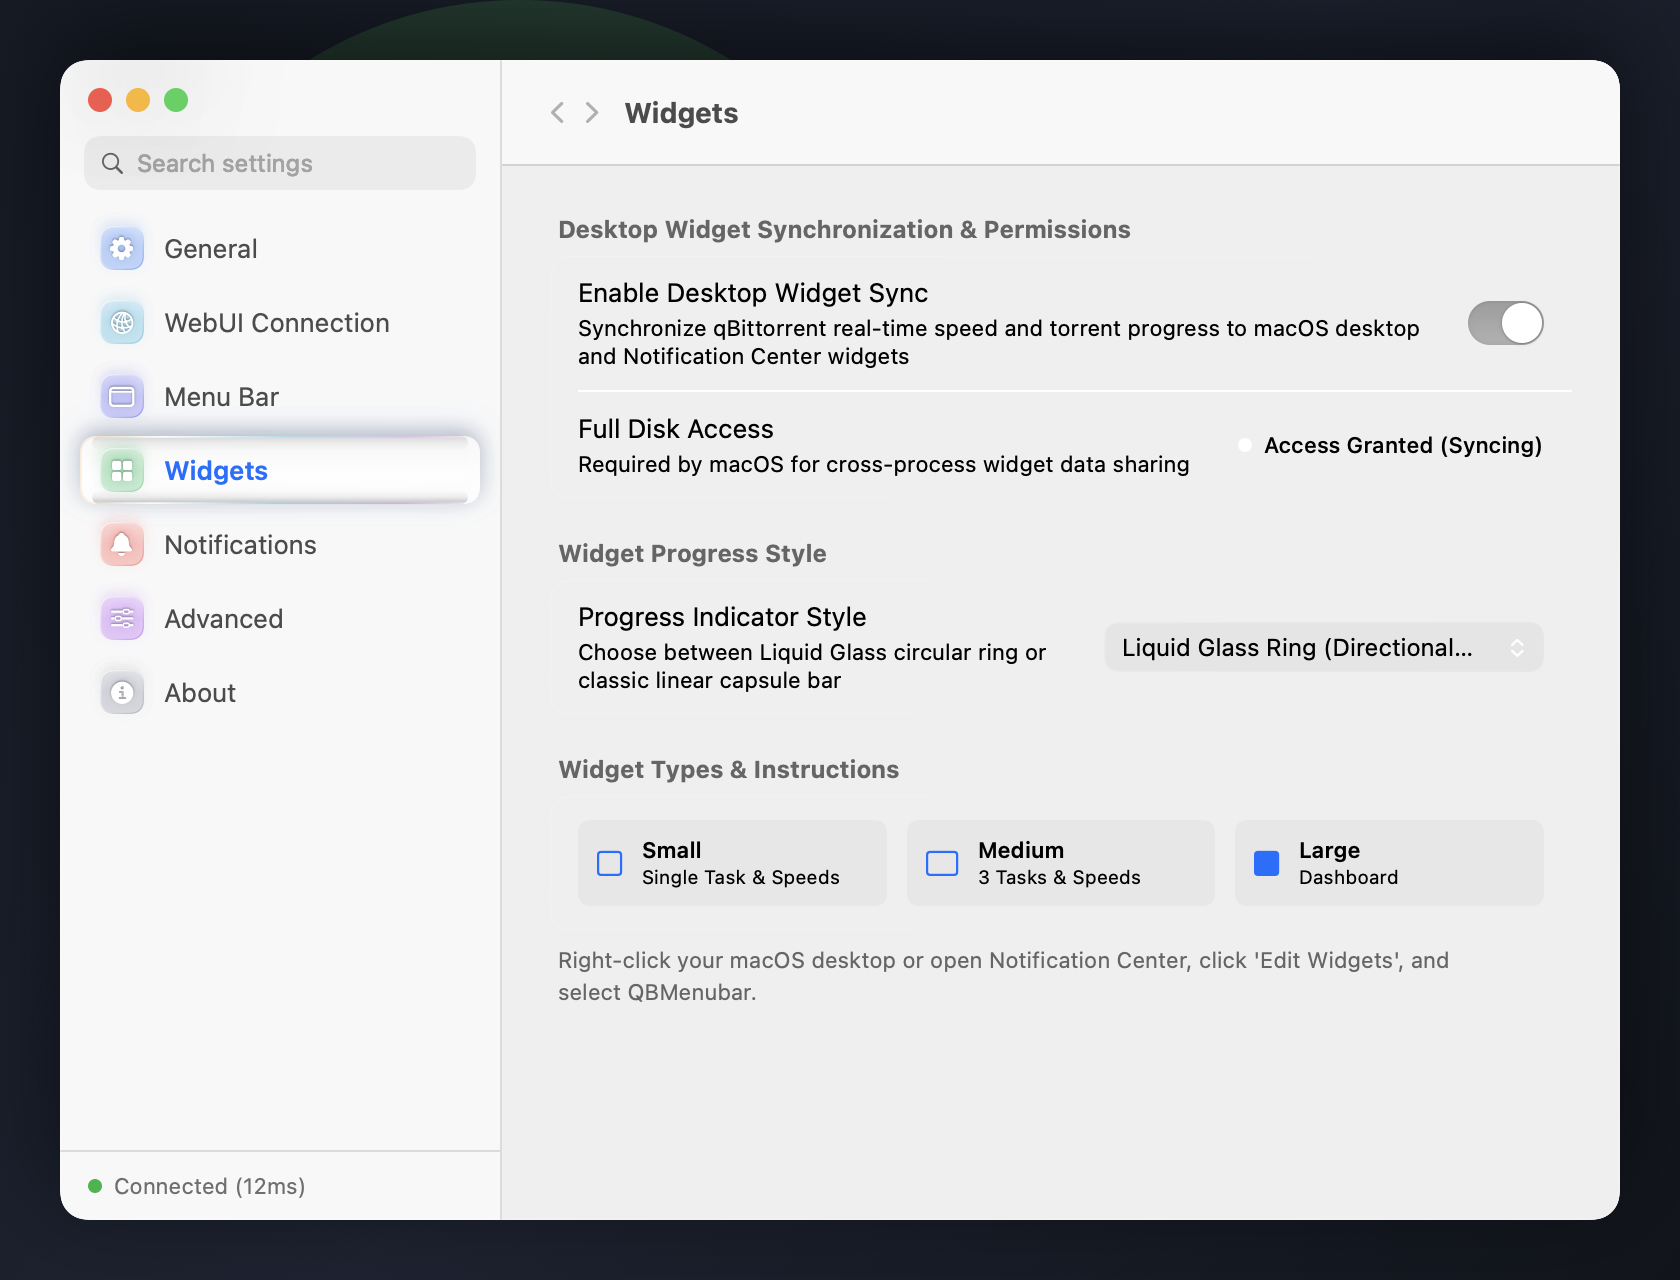 Widgets
Search settings
General
WebUI Connection
Menu Bar
Widgets
Notifications
Advanced
About
Connected (12ms)
Desktop Widget Synchronization & Permissions
Enable Desktop Widget Sync
Synchronize qBittorrent real-time speed and torrent progress to macOS desktop
and Notification Center widgets
Full Disk Access
Required by macOS for cross-process widget data sharing
Access Granted (Syncing)
Widget Progress Style
Progress Indicator Style
Choose between Liquid Glass circular ring or
classic linear capsule bar
Liquid Glass Ring (Directional...
Widget Types & Instructions
Small
Single Task & Speeds
Medium
3 Tasks & Speeds
Large
Dashboard
Right-click your macOS desktop or open Notification Center, click 'Edit Widgets', and
select QBMenubar.